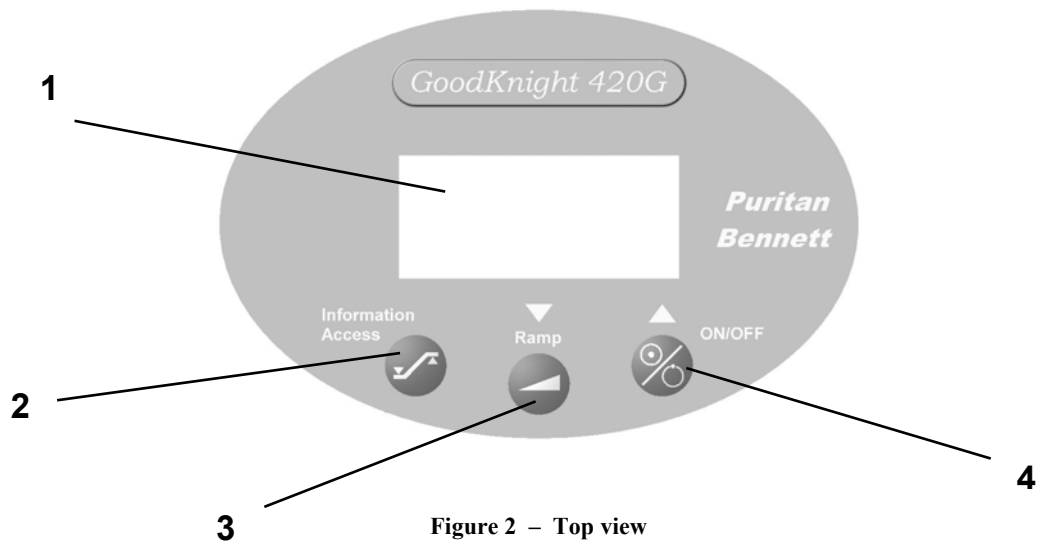 GoodKnight 420G
1
Puritan
Bennett
Information
Access
Ramp
ON/OFF
2
3
4
Figure 2 – Top view